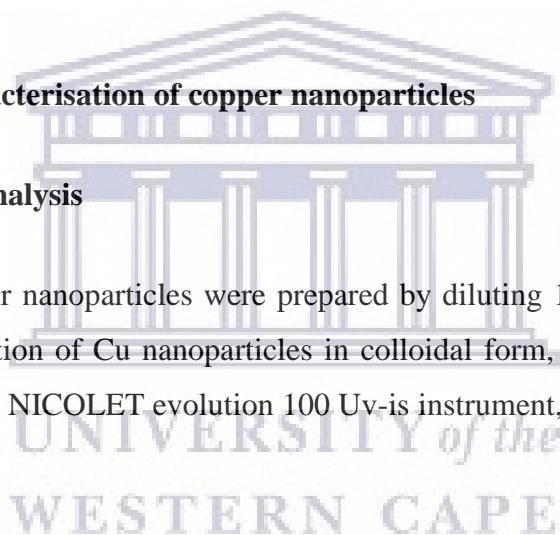 cterisation of copper nanoparticles
nalysis
r nanoparticles were prepared by diluting 1
tion of Cu nanoparticles in colloidal form,
NICOLET evolution 100 Uv-is instrument,
UNIVERSITY of the
WESTERN CAPE